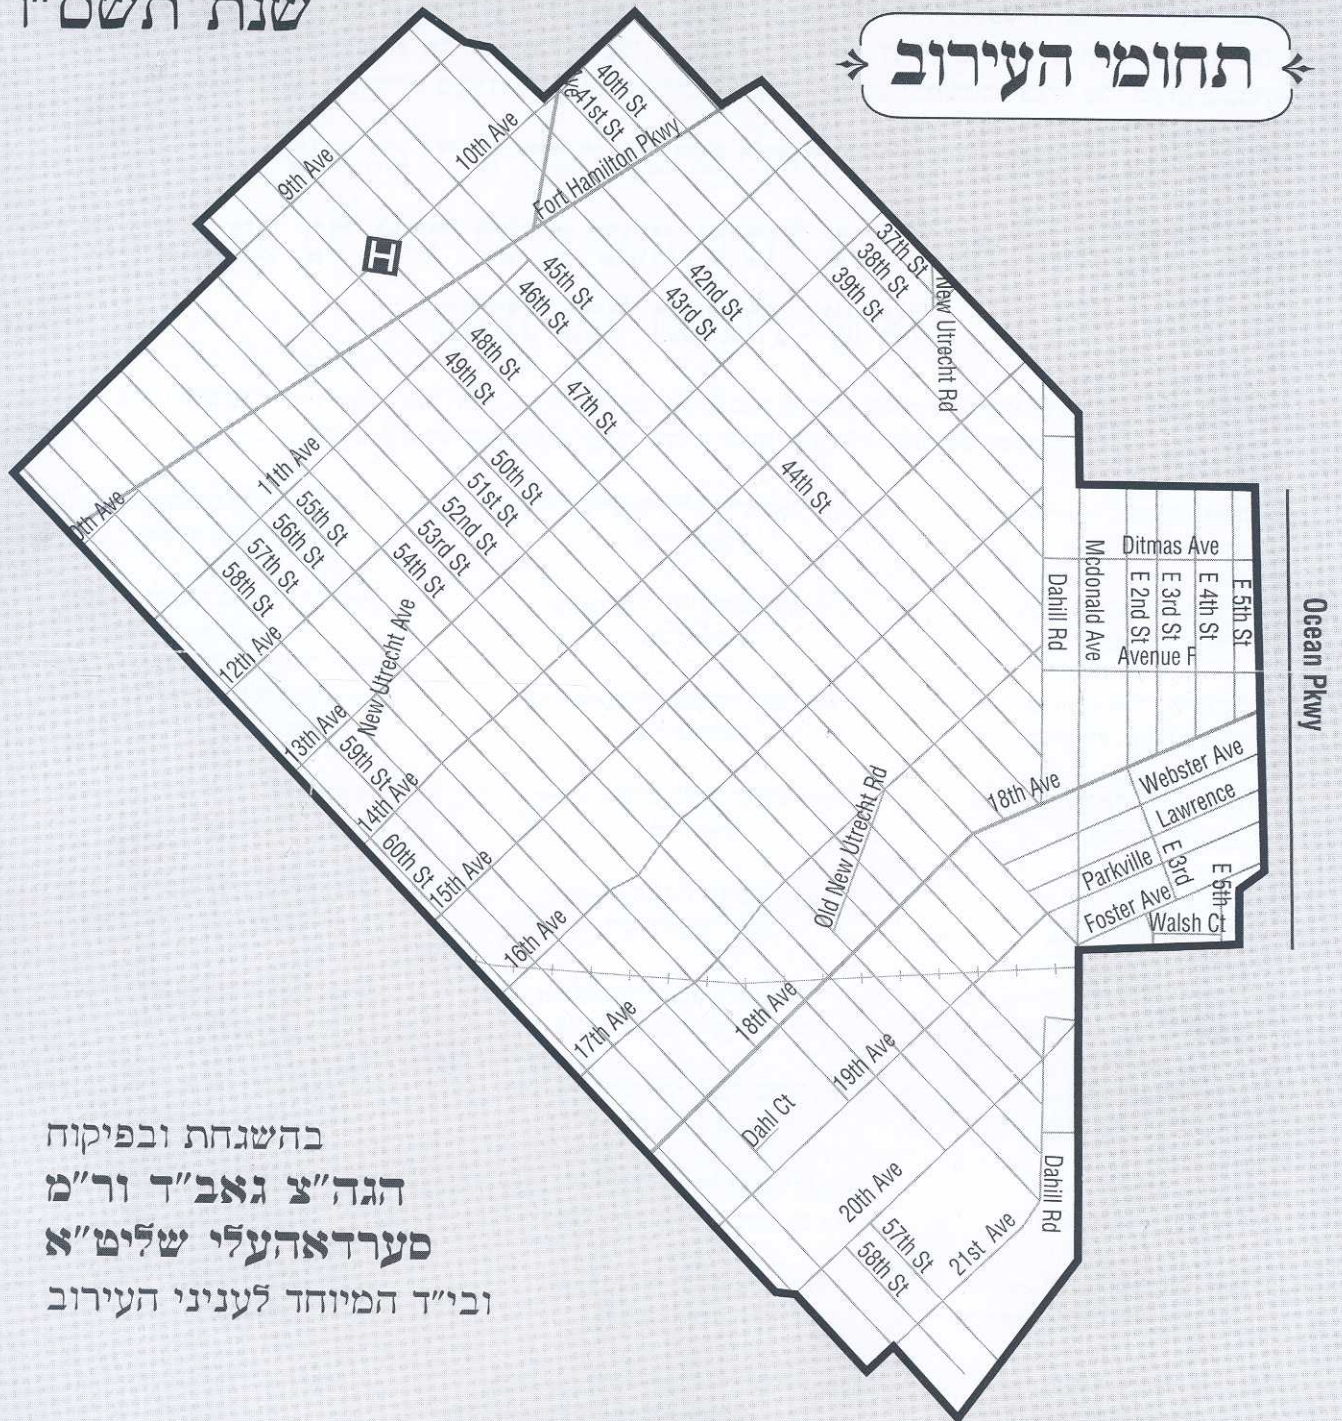 תחומי העירוב
40th St
41st St
Fort Hamilton Pkwy
10th Ave
9th Ave
H
37th St
38th St
39th St
New Utrecht Rd
42nd St
43rd St
45th St
46th St
48th St
49th St
47th St
44th St
11th Ave
50th St
51st St
52nd St
53rd St
54th St
55th St
56th St
57th St
58th St
12th Ave
New Utrecht Ave
13th Ave
59th St
14th Ave
60th St
15th Ave
16th Ave
17th Ave
18th Ave
Old New Utrecht Rd
18th Ave
Dahill Rd
Mcdonald Ave
Ditmas Ave
E 2nd St
E 3rd St
E 4th St
E 5th St
Avenue F
Ocean Pkwy
Webster Ave
Lawrence
Parkville
E 3rd
E 5th
Foster Ave
Walsh Ct
19th Ave
Dahl Ct
20th Ave
57th St
58th St
21st Ave
Dahill Rd
בהשגחת ובפיקוח
הגה"צ גאב"ד ור"מ
סערדאהעלי שליט"א
ובי"ד המיוחד לעניני העירוב